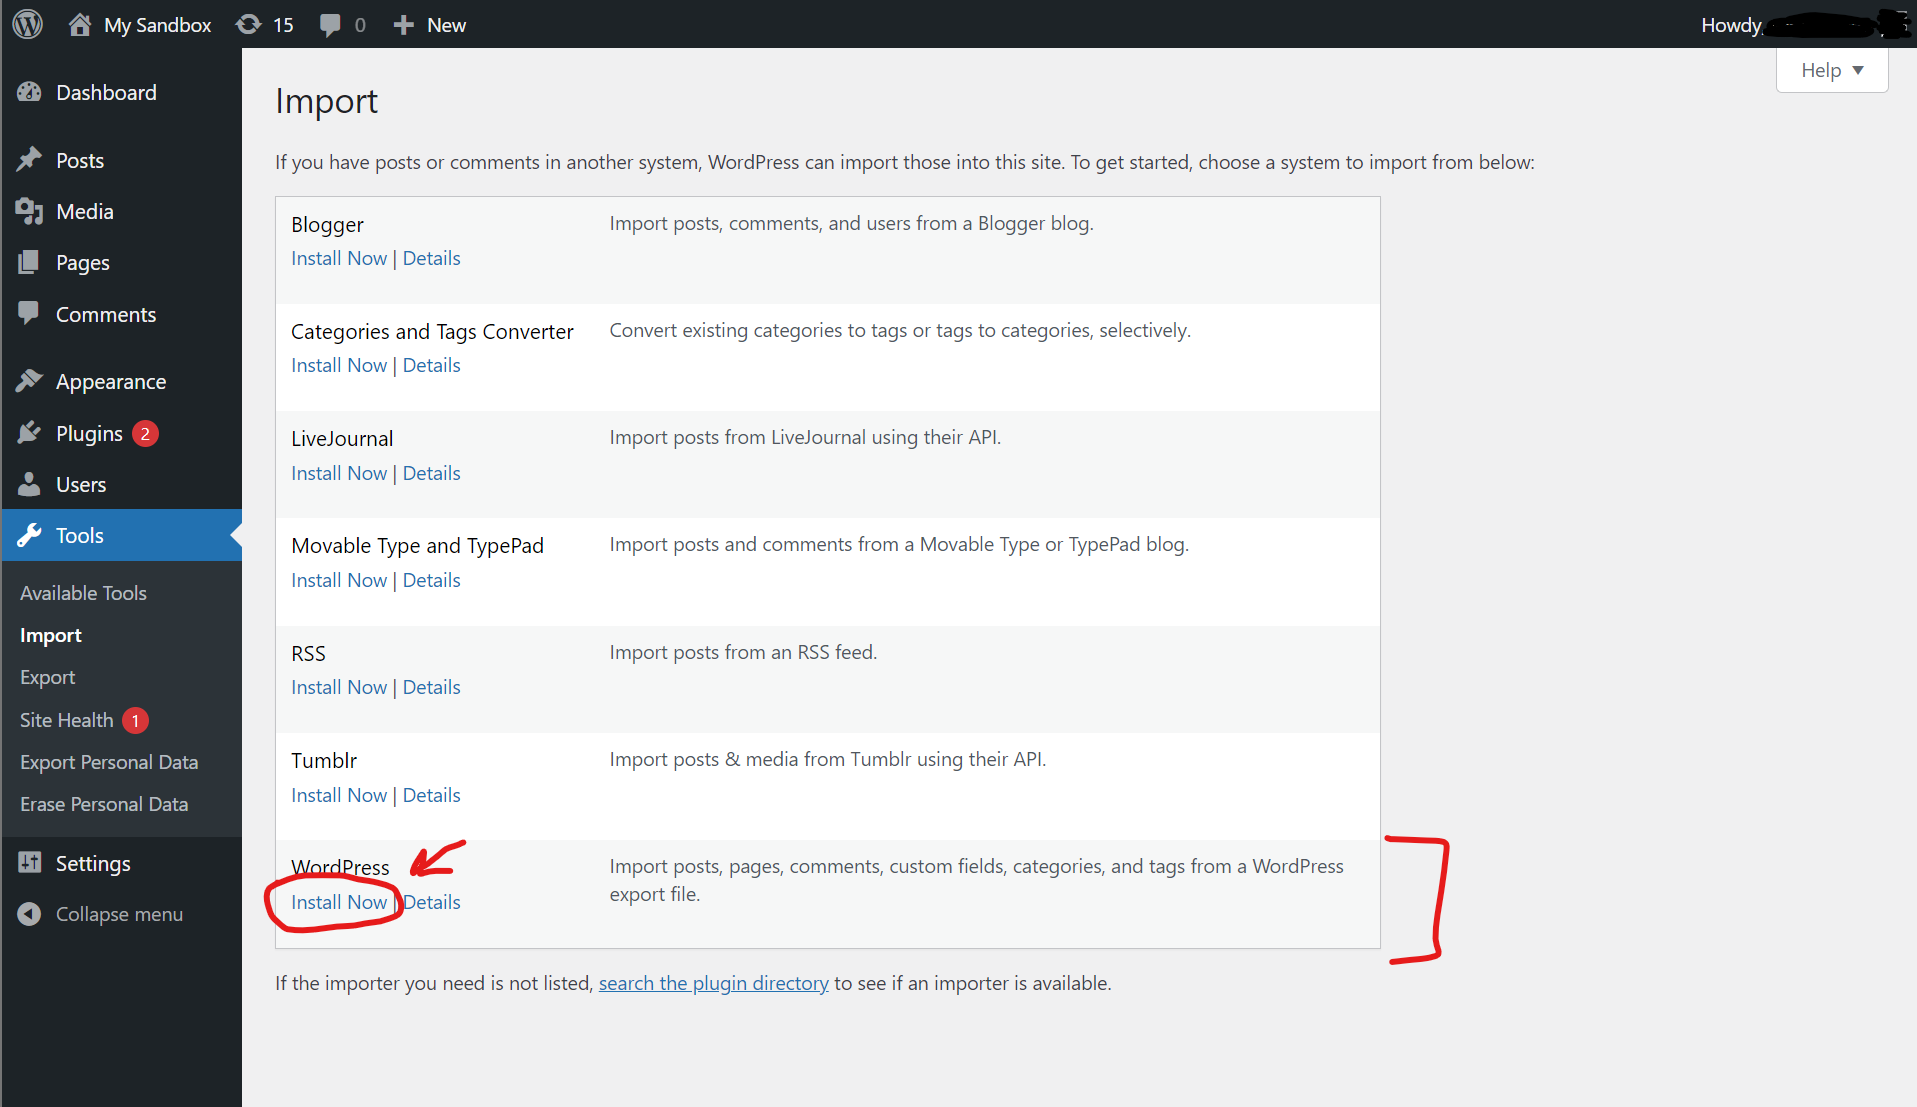 My Sandbox 15 0 New Howdy,
Help
Dashboard
Posts
Media
Pages
Comments
Appearance
Plugins 2
Users
Tools
Available Tools
Import
Export
Site Health 1
Export Personal Data
Erase Personal Data
Settings
Collapse menu
Import
If you have posts or comments in another system, WordPress can import those into this site. To get started, choose a system to import from below:
Blogger Import posts, comments, and users from a Blogger blog.
Install Now | Details
Categories and Tags Converter Convert existing categories to tags or tags to categories, selectively.
Install Now | Details
LiveJournal Import posts from LiveJournal using their API.
Install Now | Details
Movable Type and TypePad Import posts and comments from a Movable Type or TypePad blog.
Install Now | Details
RSS Import posts from an RSS feed.
Install Now | Details
Tumblr Import posts & media from Tumblr using their API.
Install Now | Details
WordPress Import posts, pages, comments, custom fields, categories, and tags from a WordPress
export file.
Install Now | Details
If the importer you need is not listed, search the plugin directory to see if an importer is available.